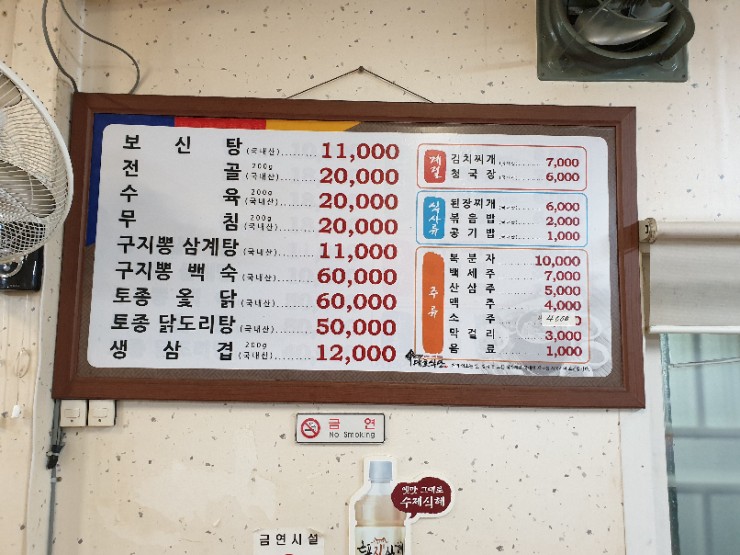 보신탕 (국내산)......... 11,000
전골 200g (국내산)......... 20,000
수육 200g (국내산)......... 20,000
무침 200g (국내산)......... 20,000
구지뽕 삼계탕 (국내산)......... 11,000
구지뽕 백숙 (국내산)......... 60,000
토종 옻닭 (국내산)......... 60,000
토종 닭도리탕 (국내산)......... 50,000
생삼겹 200g (국내산)......... 12,000
계절
김치찌개 7,000
청국장 6,000
식사류
된장찌개 6,000
볶음밥 2,000
공기밥 1,000
주류
복분자 10,000
백세주 7,000
산삼주 5,000
맥주 4,000
소주 4000
막걸리 3,000
음료 1,000
금연
No Smoking
옛맛 그대로
수제식혜
금연시설